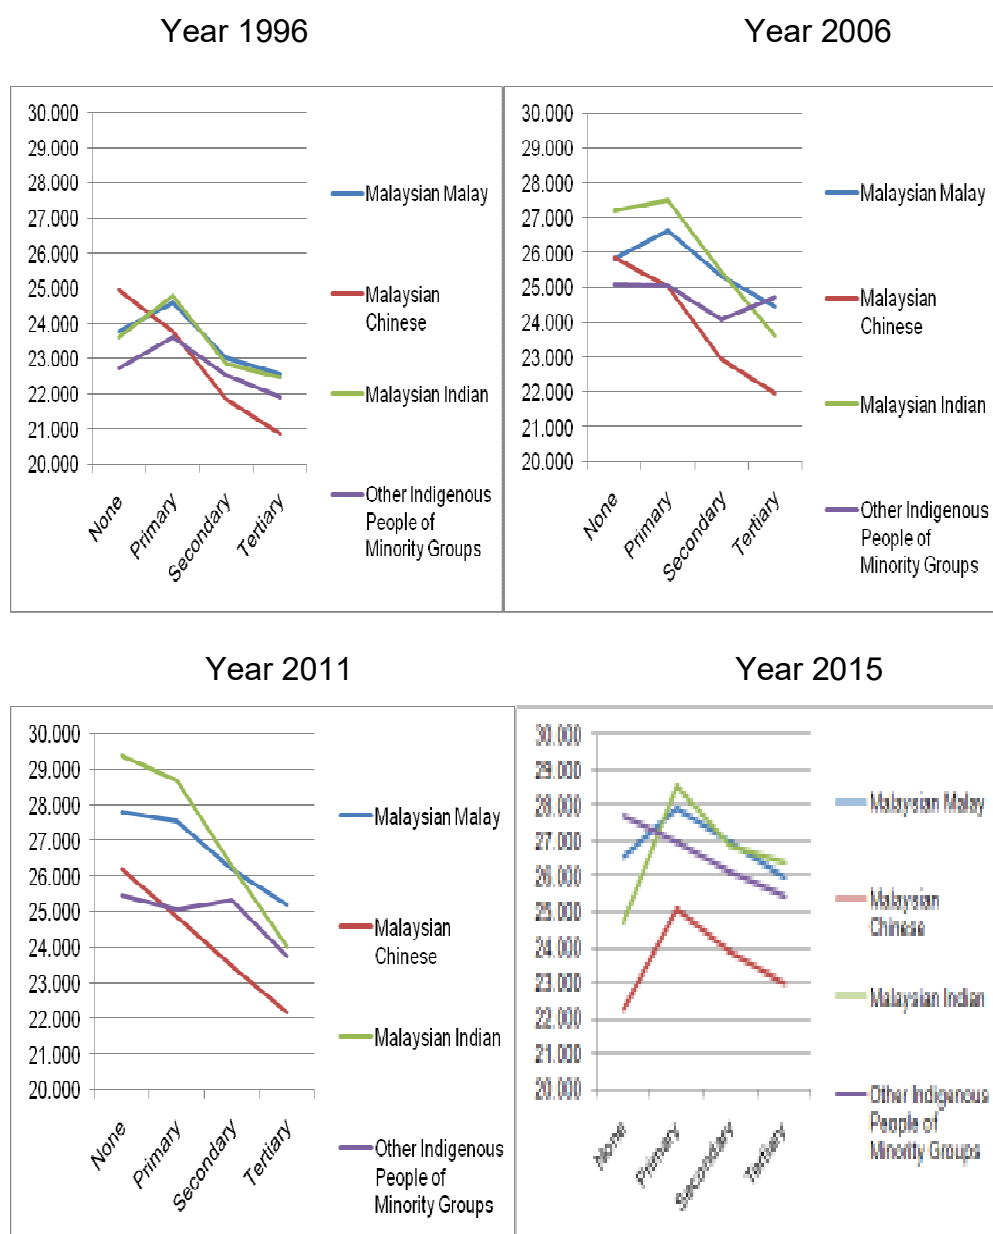 Year 1996
Year 2006
30.000
29.000
28.000
27.000
26.000
25.000
24.000
23.000
22.000
21.000
20.000
None
Primary
Secondary
Tertiary
Malaysian Malay
Malaysian
Chinese
Malaysian Indian
Other Indigenous
People of
Minority Groups
30.000
29.000
28.000
27.000
26.000
25.000
24.000
23.000
22.000
21.000
20.000
None
Primary
Secondary
Tertiary
Malaysian Malay
Malaysian
Chinese
Malaysian Indian
Other Indigenous
People of
Minority Groups
Year 2011
Year 2015
30.000
29.000
28.000
27.000
26.000
25.000
24.000
23.000
22.000
21.000
20.000
None
Primary
Secondary
Tertiary
Malaysian Malay
Malaysian
Chinese
Malaysian Indian
Other Indigenous
People of
Minority Groups
30.000
29.000
28.000
27.000
26.000
25.000
24.000
23.000
22.000
21.000
20.000
None
Primary
Secondary
Tertiary
Malaysian Malay
Malaysian
Chinese
Malaysian Indian
Other Indigenous
People of
Minority Groups